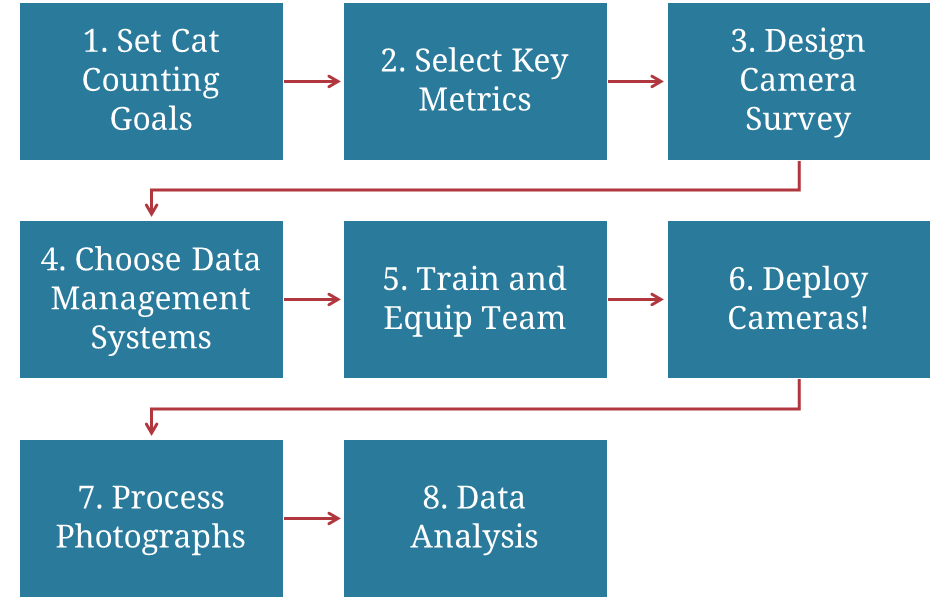 1. Set Cat
Counting
Goals
2. Select Key
Metrics
3. Design
Camera
Survey
4. Choose Data
Management
Systems
5. Train and
Equip Team
6. Deploy
Cameras!
7. Process
Photographs
8. Data
Analysis